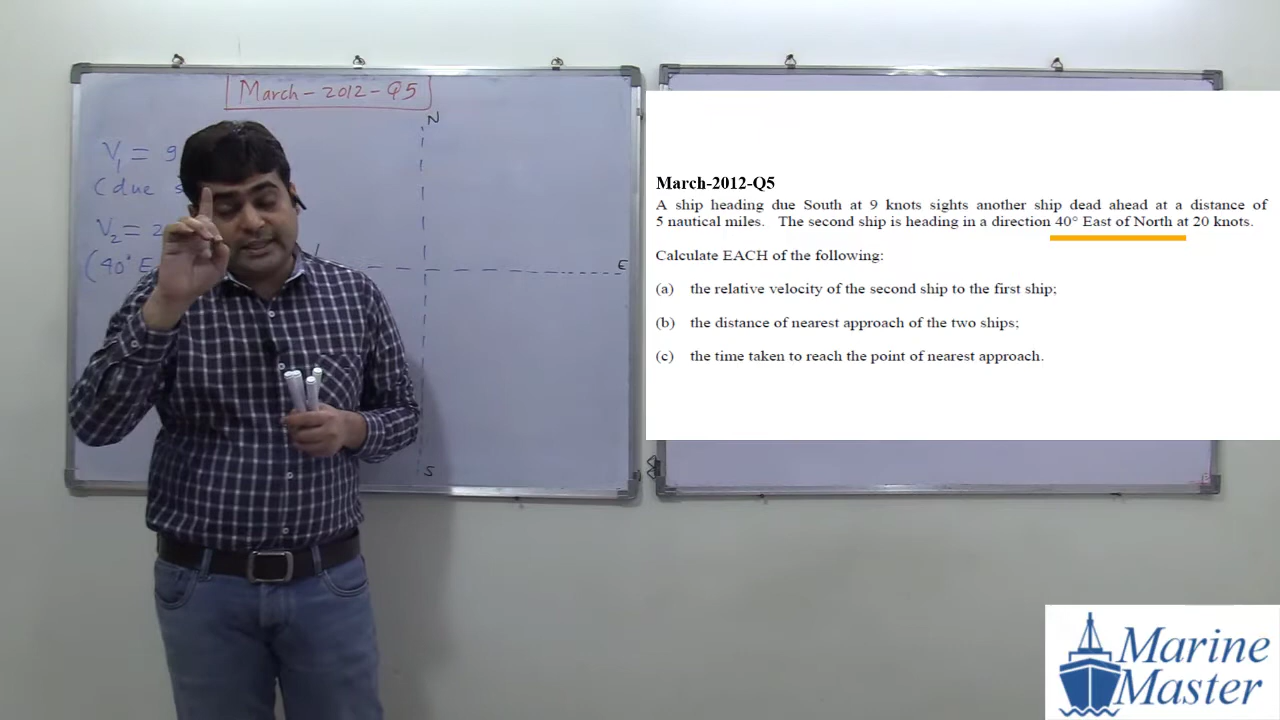 March-2012-Q5
N
V₁ = 9
(due s
V₂ = 2
(40° E
E
S
March-2012-Q5
A ship heading due South at 9 knots sights another ship dead ahead at a distance of
5 nautical miles. The second ship is heading in a direction 40° East of North at 20 knots.
Calculate EACH of the following:
(a) the relative velocity of the second ship to the first ship;
(b) the distance of nearest approach of the two ships;
(c) the time taken to reach the point of nearest approach.
Marine
Master